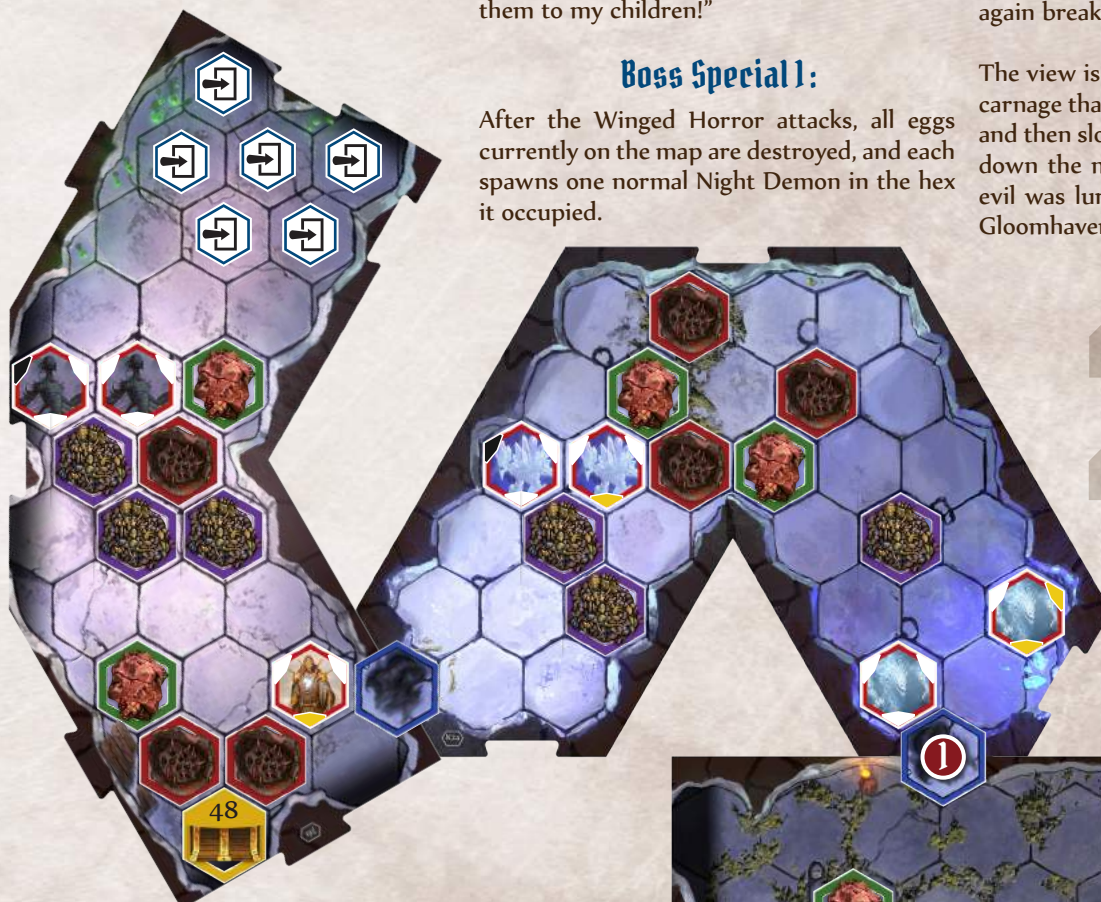 them to my children!”
Boss Special 1:
After the Winged Horror attacks, all eggs
currently on the map are destroyed, and each
spawns one normal Night Demon in the hex
it occupied.
again break
The view is
carnage tha
and then slo
down the n
evil was lur
Gloomhaven
1
48